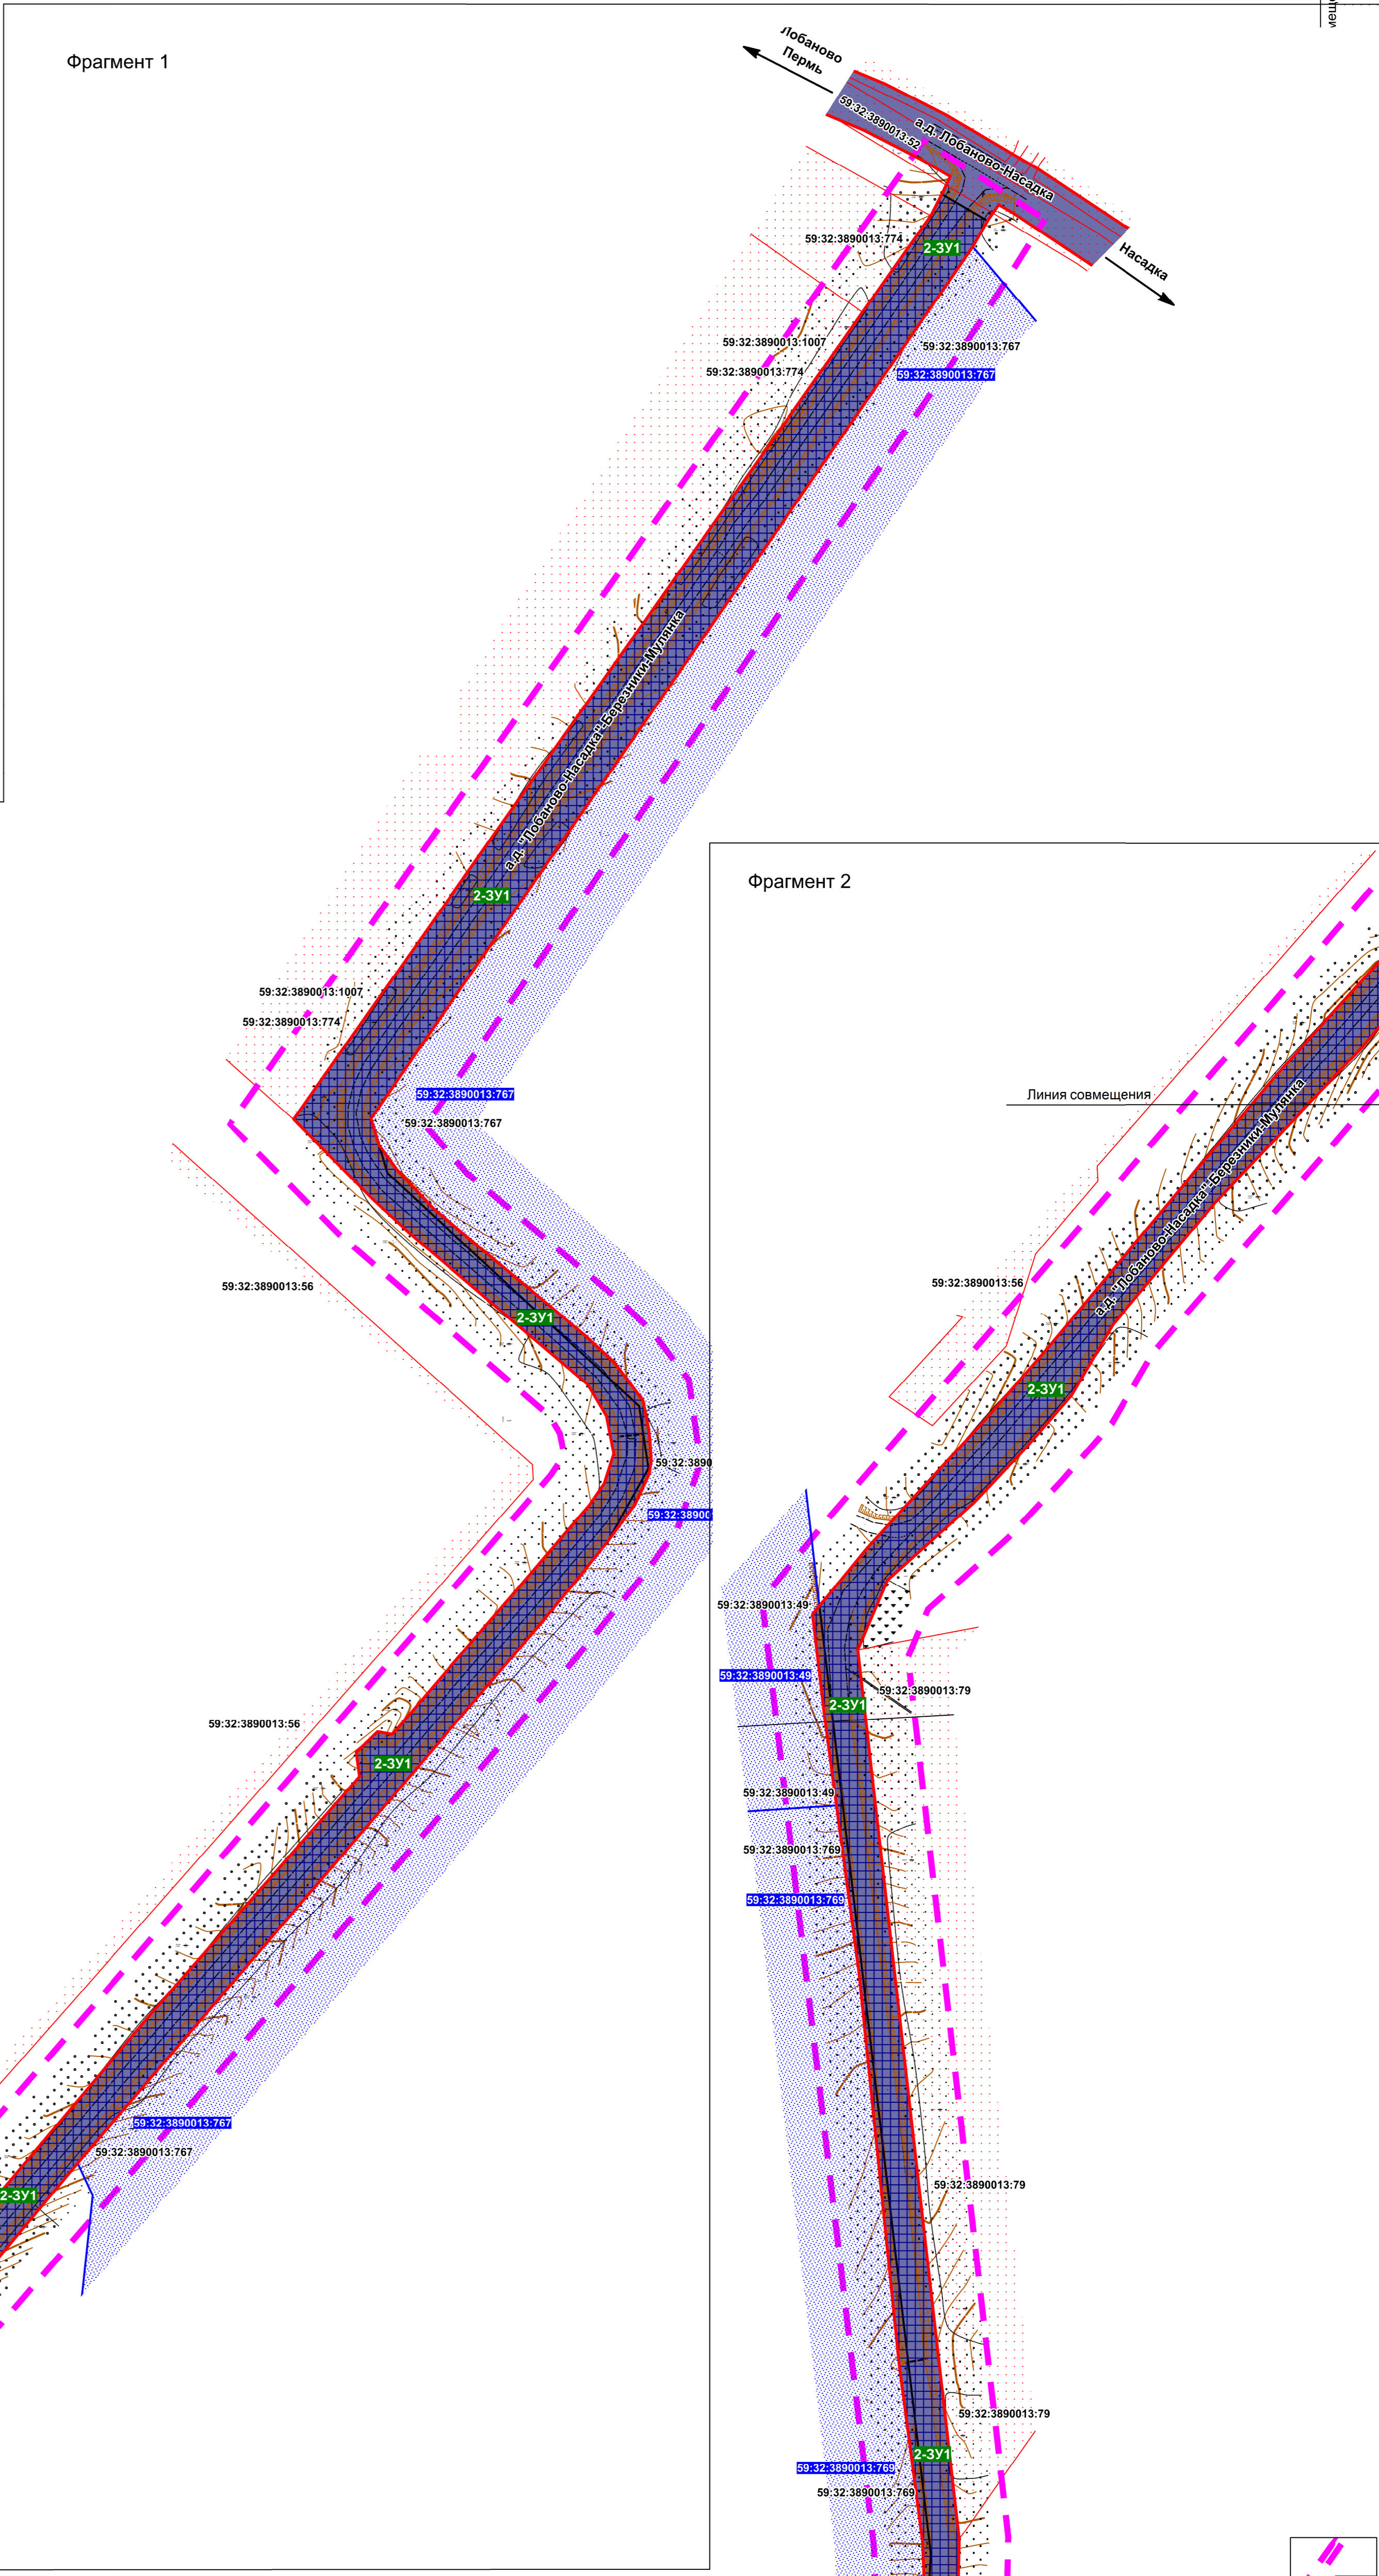 Фрагмент 1
Лобаново
Пермь
59:32:3890013:52
а.д. Лобаново-Насадка
Насадка
59:32:3890013:774
2-ЗУ1
59:32:3890013:1007
59:32:3890013:767
59:32:3890013:774
59:32:3890013:767
а.д. "Лобаново-Насадка"-Березники-Мулянка
2-ЗУ1
59:32:3890013:1007
59:32:3890013:774
59:32:3890013:767
59:32:3890013:767
59:32:3890013:56
2-ЗУ1
59:32:3890
59:32:38900
59:32:3890013:56
2-ЗУ1
59:32:3890013:767
59:32:3890013:767
2-ЗУ1
Фрагмент 2
Линия совмещения
а.д. "Лобаново-Насадка"-Березники-Мулянка
59:32:3890013:56
2-ЗУ1
59:32:3890013:49
59:32:3890013:49
59:32:3890013:79
2-ЗУ1
59:32:3890013:49
59:32:3890013:769
59:32:3890013:769
59:32:3890013:79
59:32:3890013:79
2-ЗУ1
59:32:3890013:769
59:32:3890013:769